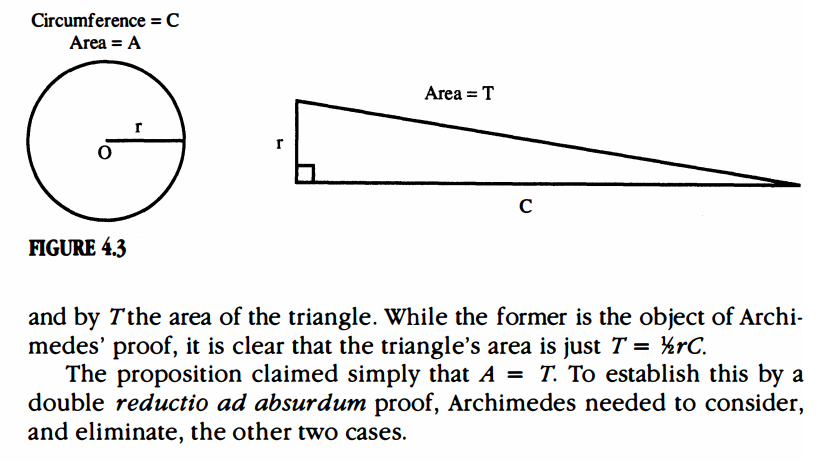 Circumference = C
Area = A
r
O
Area = T
r
C
FIGURE 4.3
and by T the area of the triangle. While the former is the object of Archi-
medes’ proof, it is clear that the triangle’s area is just T = ½rC.
The proposition claimed simply that A = T. To establish this by a
double reductio ad absurdum proof, Archimedes needed to consider,
and eliminate, the other two cases.